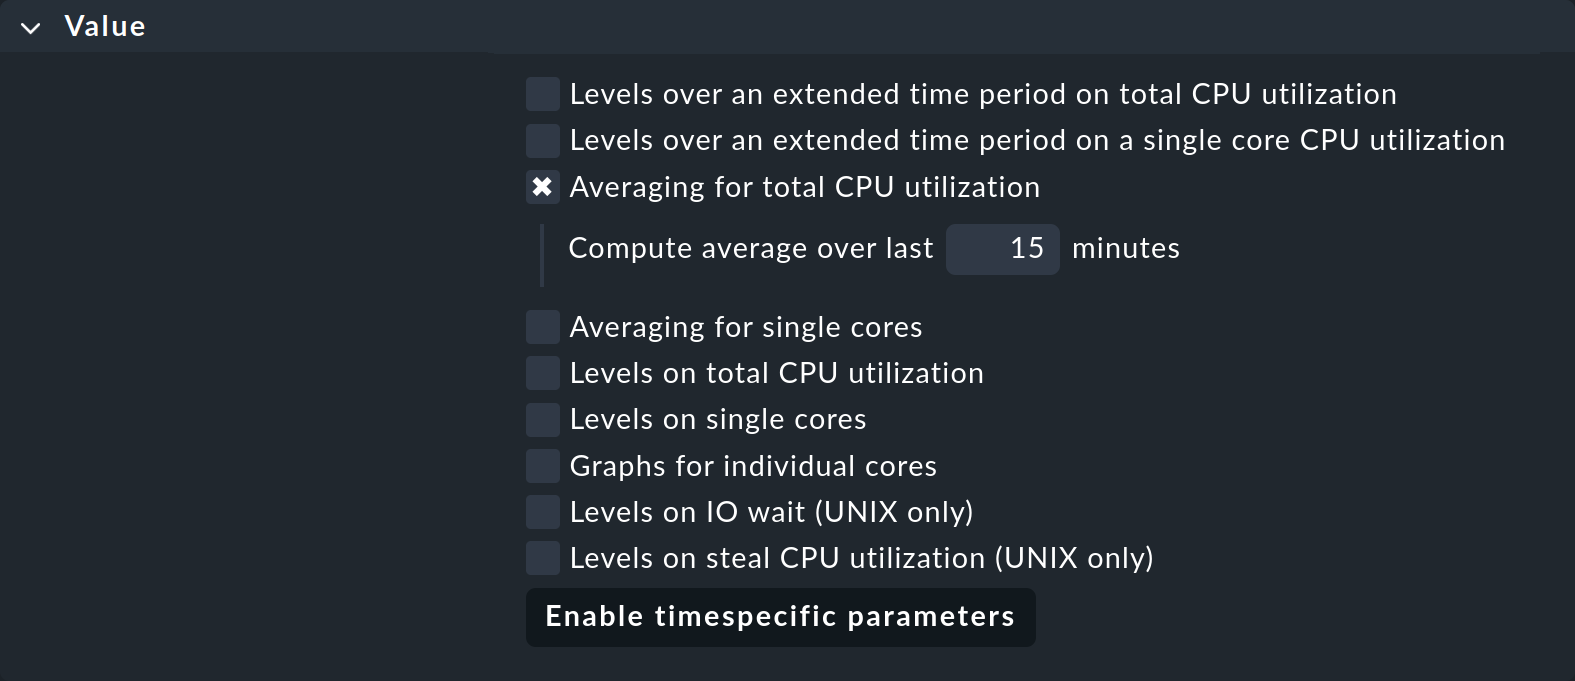 Value
Levels over an extended time period on total CPU utilization
Levels over an extended time period on a single core CPU utilization
Averaging for total CPU utilization
Compute average over last 15 minutes
Averaging for single cores
Levels on total CPU utilization
Levels on single cores
Graphs for individual cores
Levels on IO wait (UNIX only)
Levels on steal CPU utilization (UNIX only)
Enable timespecific parameters